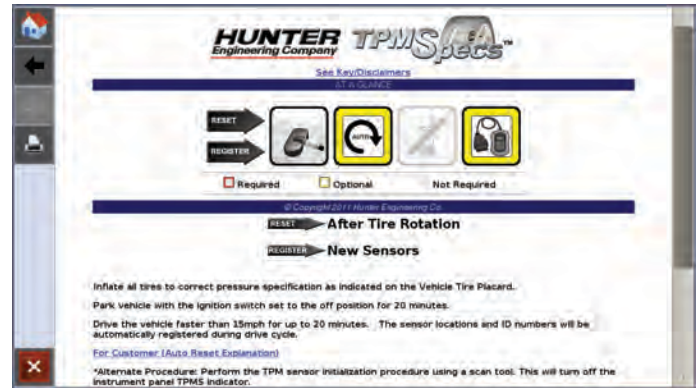 HUNTER
Engineering Company
TPMSpecs™
See Key/Disclaimers
AT A GLANCE
RESET
REGISTER
AUTO
Required
Optional
Not Required
© Copyright 2011 Hunter Engineering Co.
RESET
After Tire Rotation
REGISTER
New Sensors
Inflate all tires to correct pressure specification as indicated on the Vehicle Tire Placard.
Park vehicle with the ignition switch set to the off position for 20 minutes.
Drive the vehicle faster than 15mph for up to 20 minutes. The sensor locations and ID numbers will be
automatically registered during drive cycle.
For Customer (Auto Reset Explanation)
*Alternate Procedure: Perform the TPM sensor initialization procedure using a scan tool. This will turn off the
instrument panel TPMS indicator.